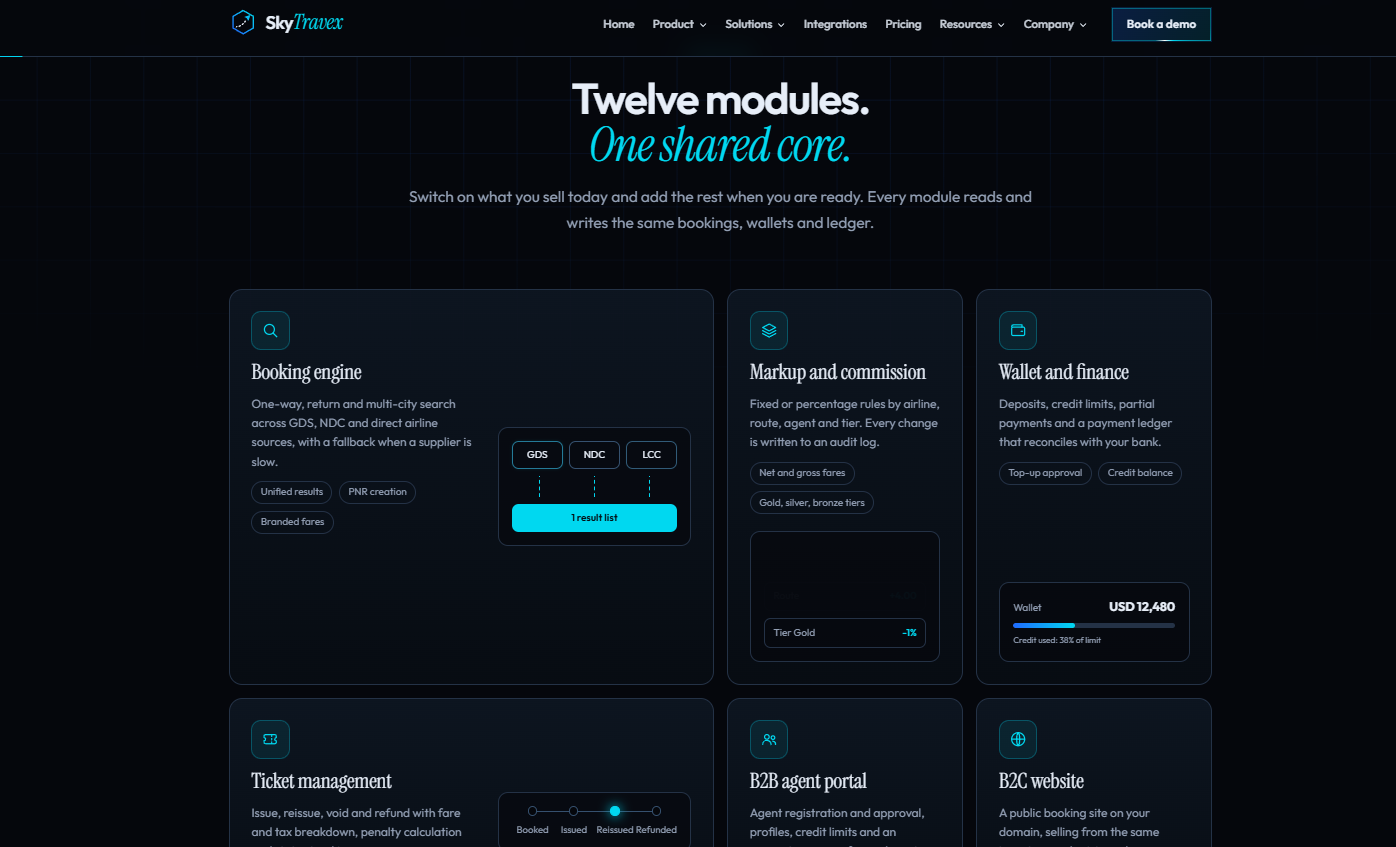 SkyTravex
Home Product Solutions Integrations Pricing Resources Company Book a demo
Twelve modules.
One shared core.
Switch on what you sell today and add the rest when you are ready. Every module reads and
writes the same bookings, wallets and ledger.
Booking engine
One-way, return and multi-city search
across GDS, NDC and direct airline
sources, with a fallback when a supplier is
slow.
Unified results PNR creation
Branded fares
GDS NDC LCC
1 result list
Markup and commission
Fixed or percentage rules by airline,
route, agent and tier. Every change
is written to an audit log.
Net and gross fares
Gold, silver, bronze tiers
Tier Gold -1%
Wallet and finance
Deposits, credit limits, partial
payments and a payment ledger
that reconciles with your bank.
Top-up approval Credit balance
Wallet USD 12,480
Credit used: 38% of limit
Ticket management
Issue, reissue, void and refund with fare
and tax breakdown, penalty calculation
Booked Issued Reissued Refunded
B2B agent portal
Agent registration and approval,
profiles, credit limits and an
B2C website
A public booking site on your
domain, selling from the same